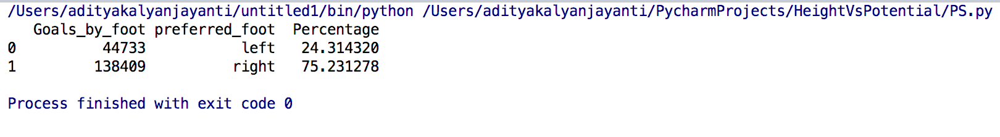 /Users/adityakalyanjayanti/untitled1/bin/python /Users/adityakalyanjayanti/PycharmProjects/HeightVsPotential/PS.py
   Goals_by_foot preferred_foot  Percentage
0          44733           left   24.314320
1         138409          right   75.231278
Process finished with exit code 0